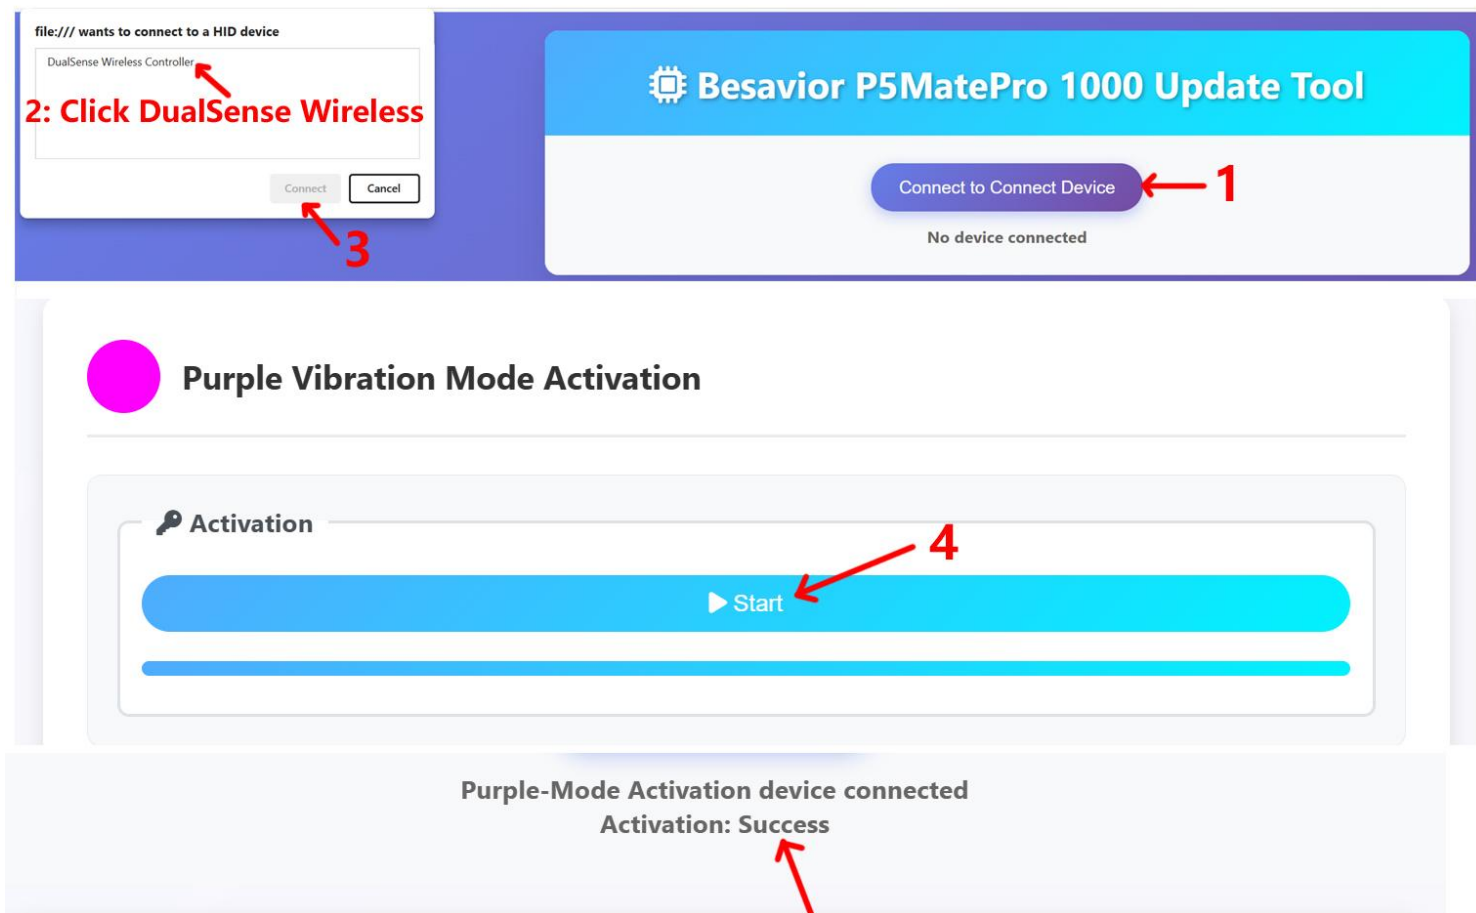 file:/// wants to connect to a HID device
DualSense Wireless Controller
2: Click DualSense Wireless
Connect
Cancel
3
Besavior P5MatePro 1000 Update Tool
Connect to Connect Device
1
No device connected
Purple Vibration Mode Activation
Activation
4
Start
Purple-Mode Activation device connected
Activation: Success